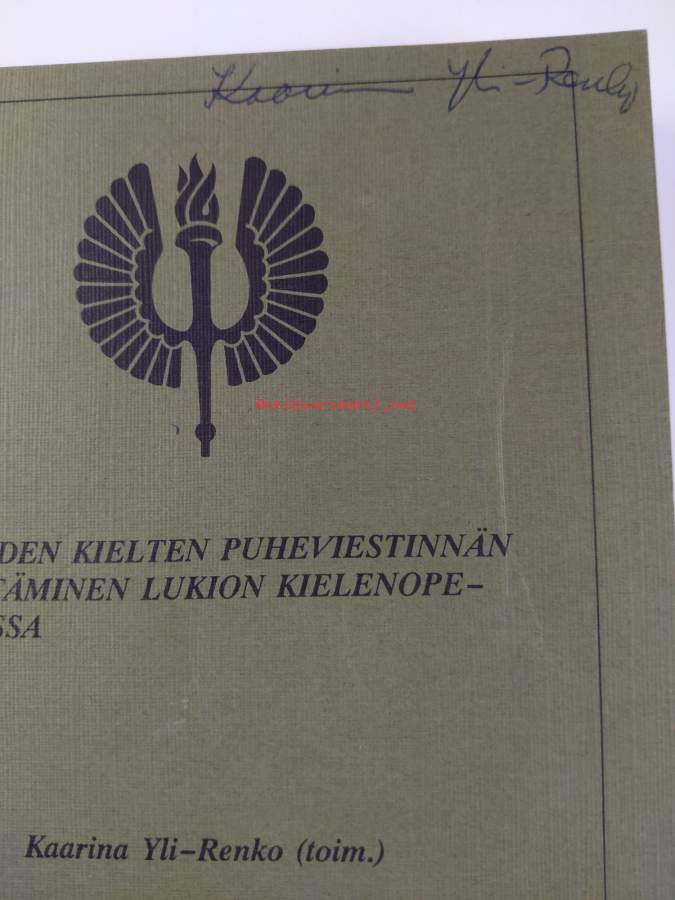 Kaarina Yli-Renko
DEN KIELTEN PUHEVIESTINNÄN
TÄMINEN LUKION KIELENOPE-
SSA
Kaarina Yli-Renko (toim.)